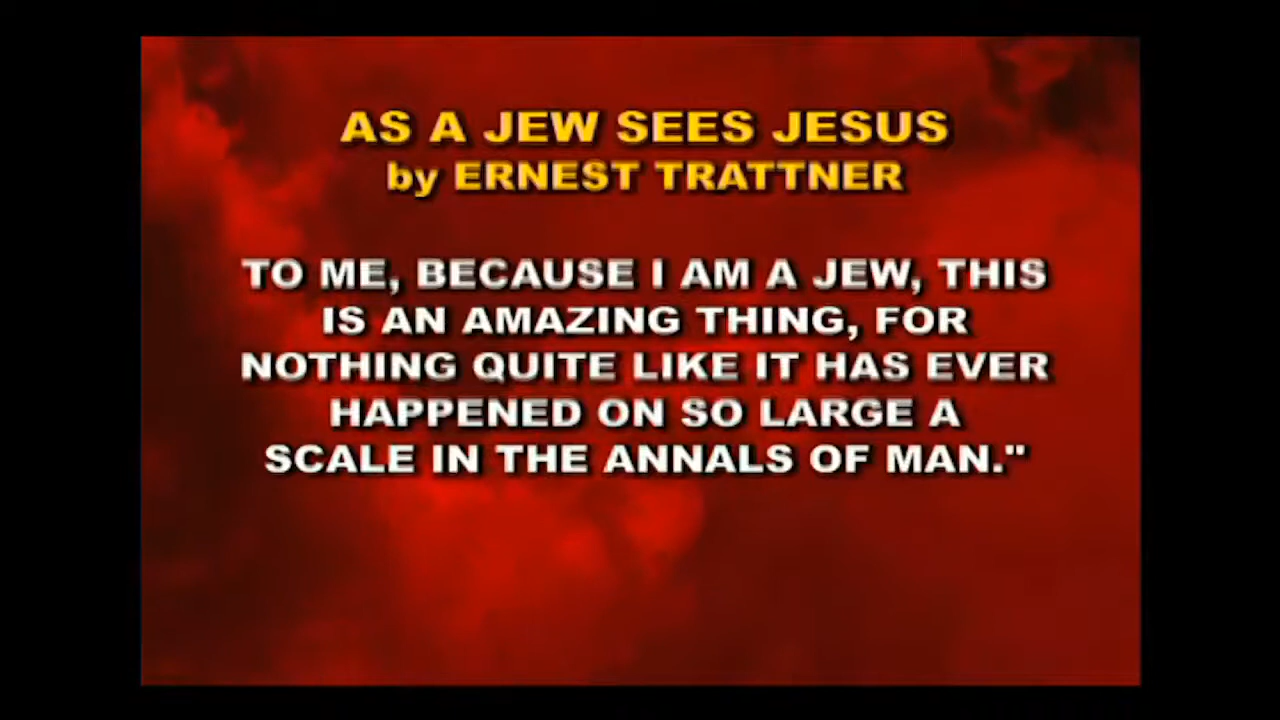 AS A JEW SEES JESUS
by ERNEST TRATTNER
TO ME, BECAUSE I AM A JEW, THIS
IS AN AMAZING THING, FOR
NOTHING QUITE LIKE IT HAS EVER
HAPPENED ON SO LARGE A
SCALE IN THE ANNALS OF MAN."